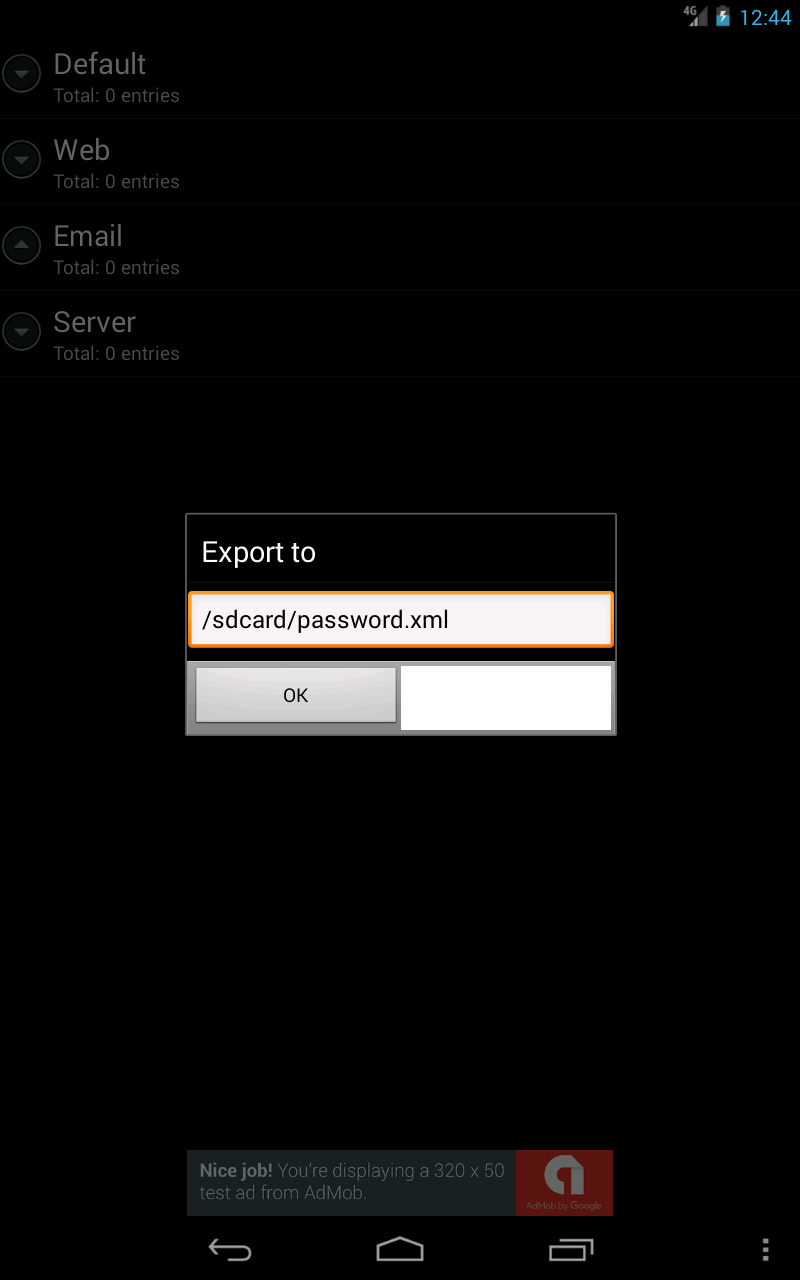 4G 12:44
Default
Total: 0 entries
Web
Total: 0 entries
Email
Total: 0 entries
Server
Total: 0 entries
Export to
/sdcard/password.xml
OK
Nice job! You're displaying a 320 x 50
test ad from AdMob.
AdMob by Google